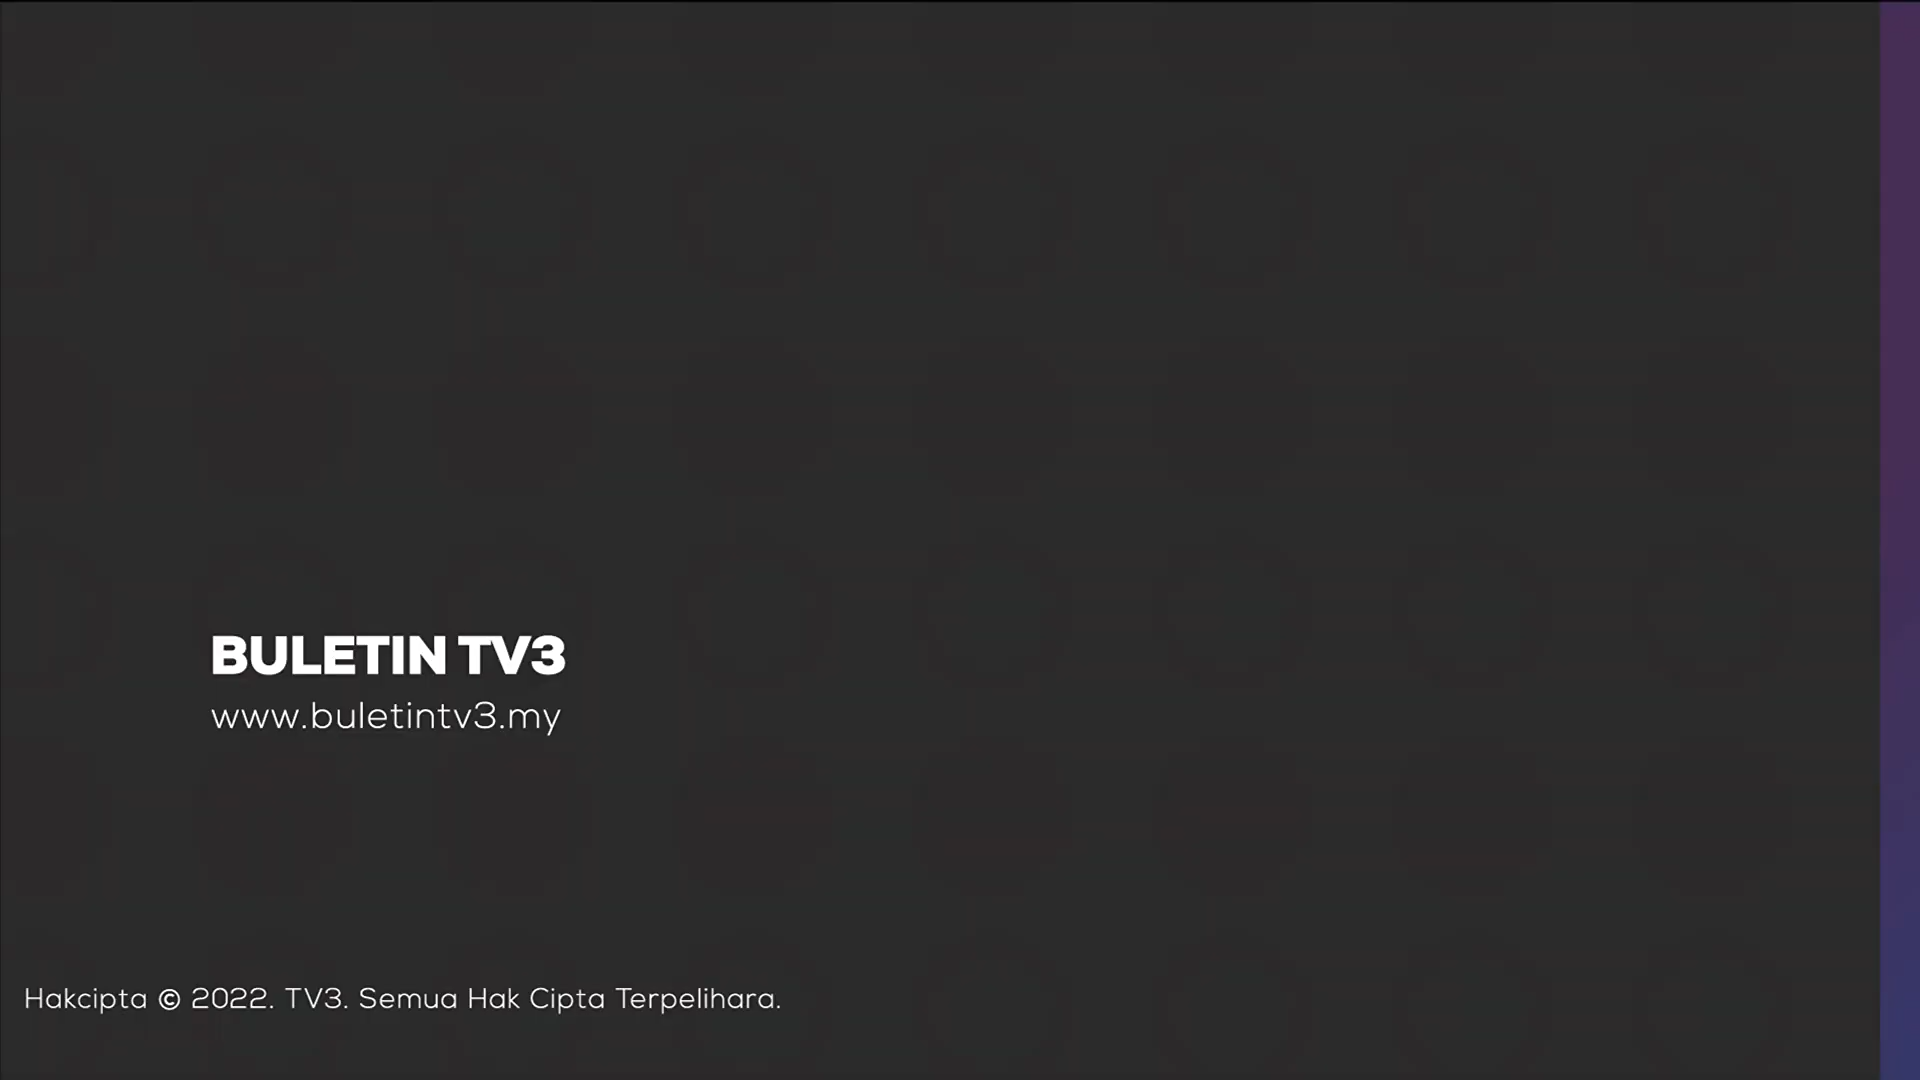 BULETIN TV3
www.buletintv3.my
Hakcipta © 2022. TV3. Semua Hak Cipta Terpelihara.